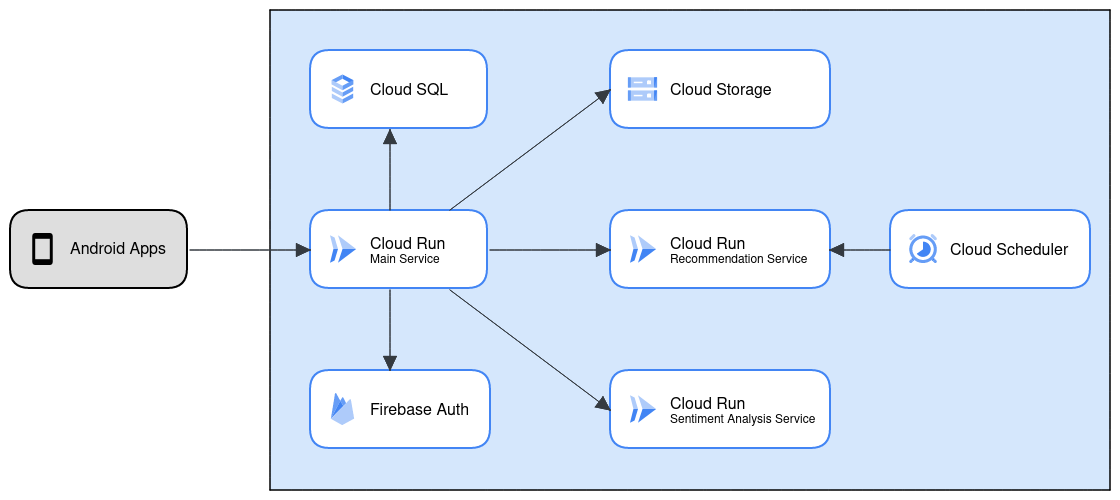 Cloud SQL
Cloud Storage
Android Apps
Cloud Run
Main Service
Cloud Run
Recommendation Service
Cloud Scheduler
Firebase Auth
Cloud Run
Sentiment Analysis Service